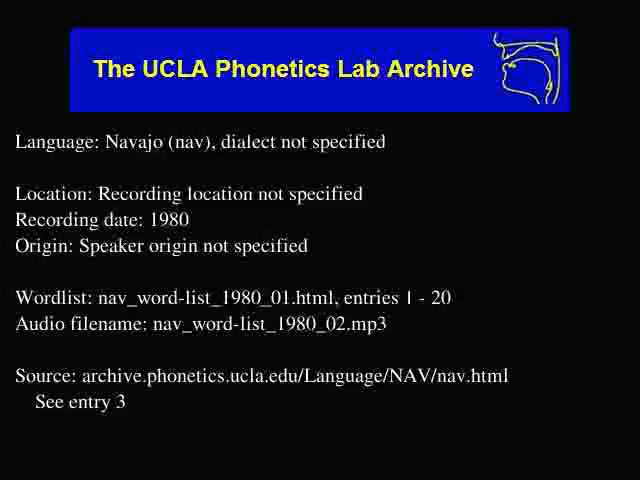 The UCLA Phonetics Lab Archive
Language: Navajo (nav), dialect not specified
Location: Recording location not specified
Recording date: 1980
Origin: Speaker origin not specified
Wordlist: nav_word-list_1980_01.html, entries 1 - 20
Audio filename: nav_word-list_1980_02.mp3
Source: archive.phonetics.ucla.edu/Language/NAV/nav.html
See entry 3